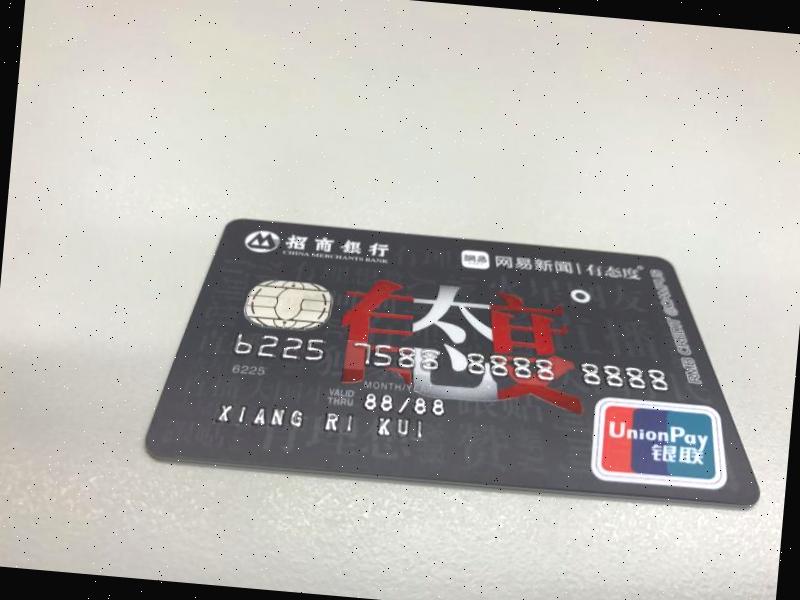 招商银行
CHINA MERCHANTS BANK
网易新闻 | 有态度
有态度
6225 7588 8888 8888
6225
MONTH/Y
VALID THRU 88/88
XIANG RI KUI
UnionPay
银联